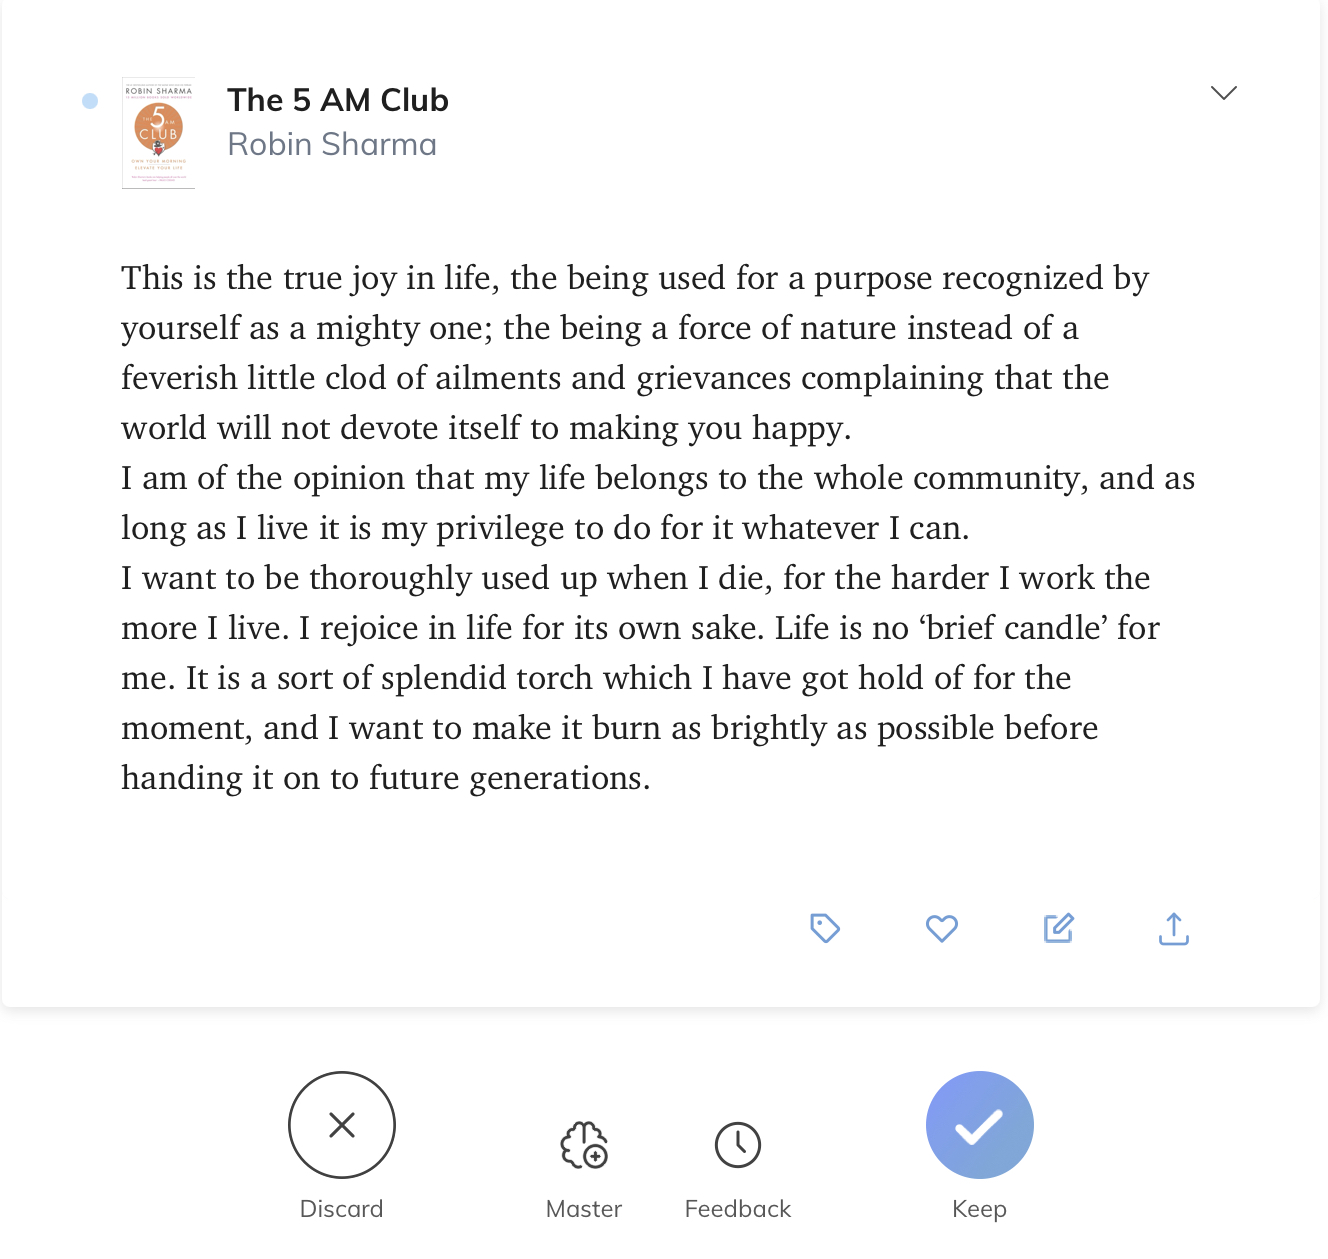 The 5 AM Club
Robin Sharma
ROBIN SHARMA
THE 5 AM
CLUB
OWN YOUR MORNING
ELEVATE YOUR LIFE
This is the true joy in life, the being used for a purpose recognized by
yourself as a mighty one; the being a force of nature instead of a
feverish little clod of ailments and grievances complaining that the
world will not devote itself to making you happy.
I am of the opinion that my life belongs to the whole community, and as
long as I live it is my privilege to do for it whatever I can.
I want to be thoroughly used up when I die, for the harder I work the
more I live. I rejoice in life for its own sake. Life is no ‘brief candle’ for
me. It is a sort of splendid torch which I have got hold of for the
moment, and I want to make it burn as brightly as possible before
handing it on to future generations.
Discard
Master
Feedback
Keep